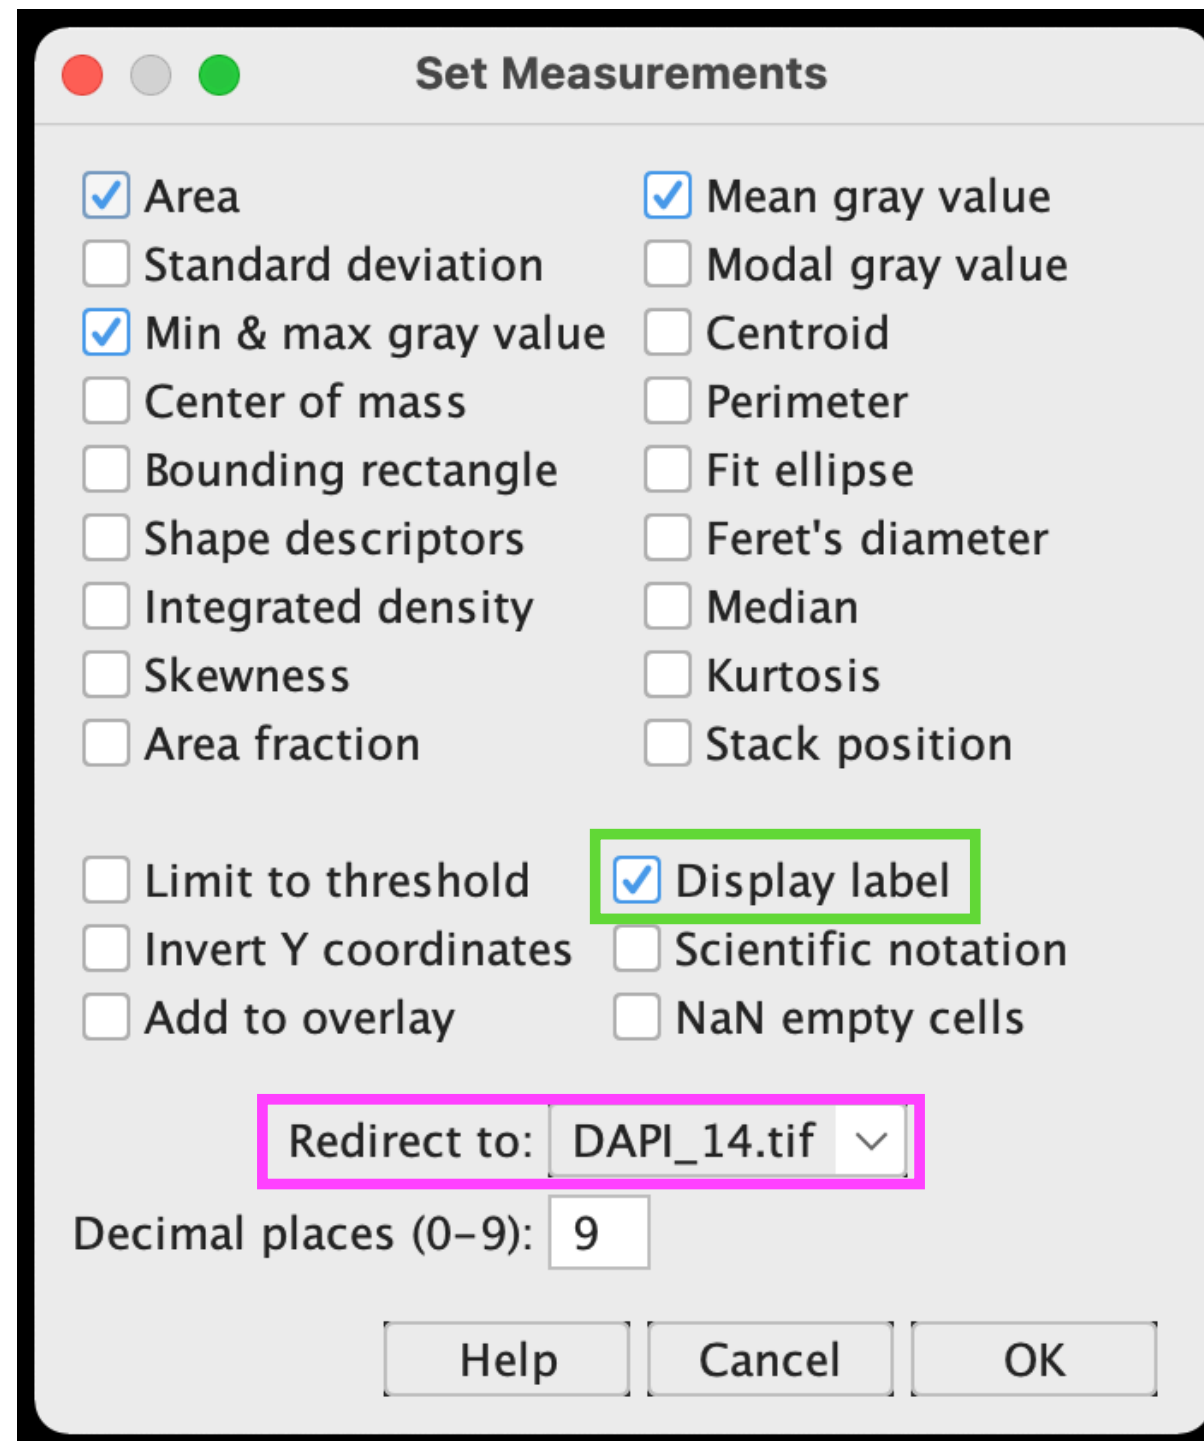 Set Measurements
Area
Mean gray value
Standard deviation
Modal gray value
Min & max gray value
Centroid
Center of mass
Perimeter
Bounding rectangle
Fit ellipse
Shape descriptors
Feret's diameter
Integrated density
Median
Skewness
Kurtosis
Area fraction
Stack position
Limit to threshold
Display label
Invert Y coordinates
Scientific notation
Add to overlay
NaN empty cells
Redirect to: DAPI_14.tif
Decimal places (0-9): 9
Help
Cancel
OK